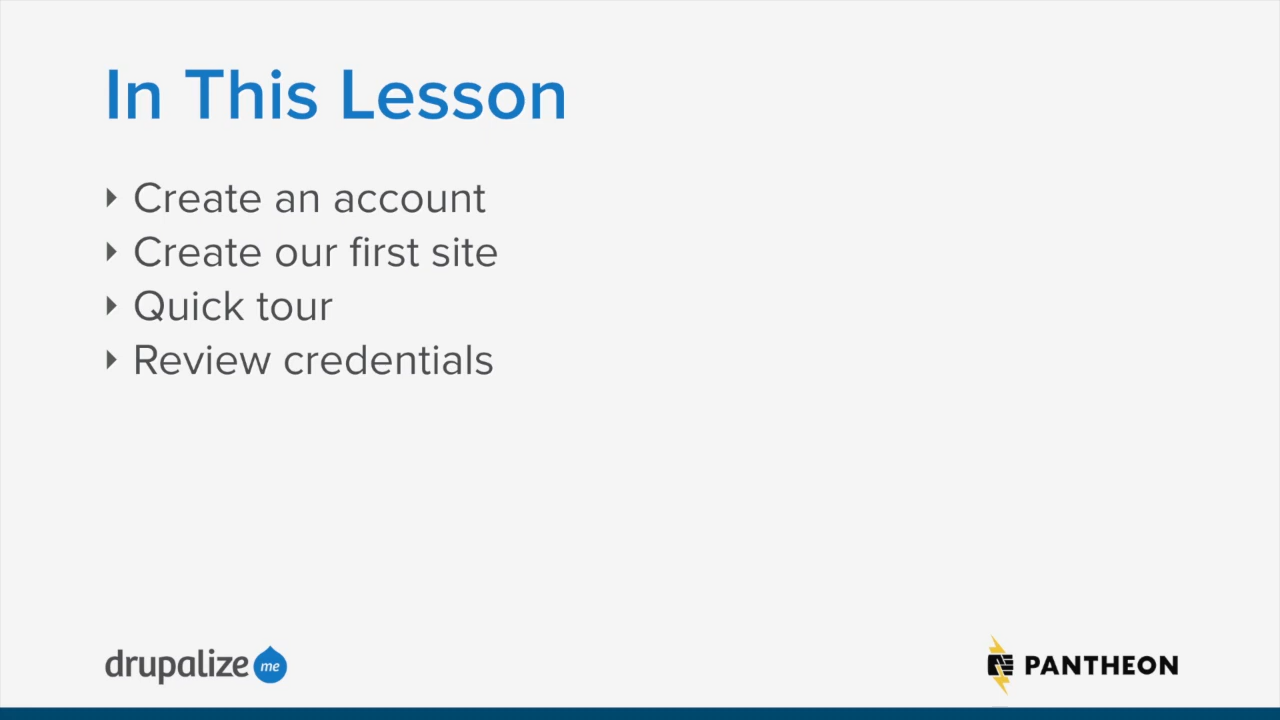 In This Lesson
Create an account
Create our first site
Quick tour
Review credentials
drupalize me
PANTHEON